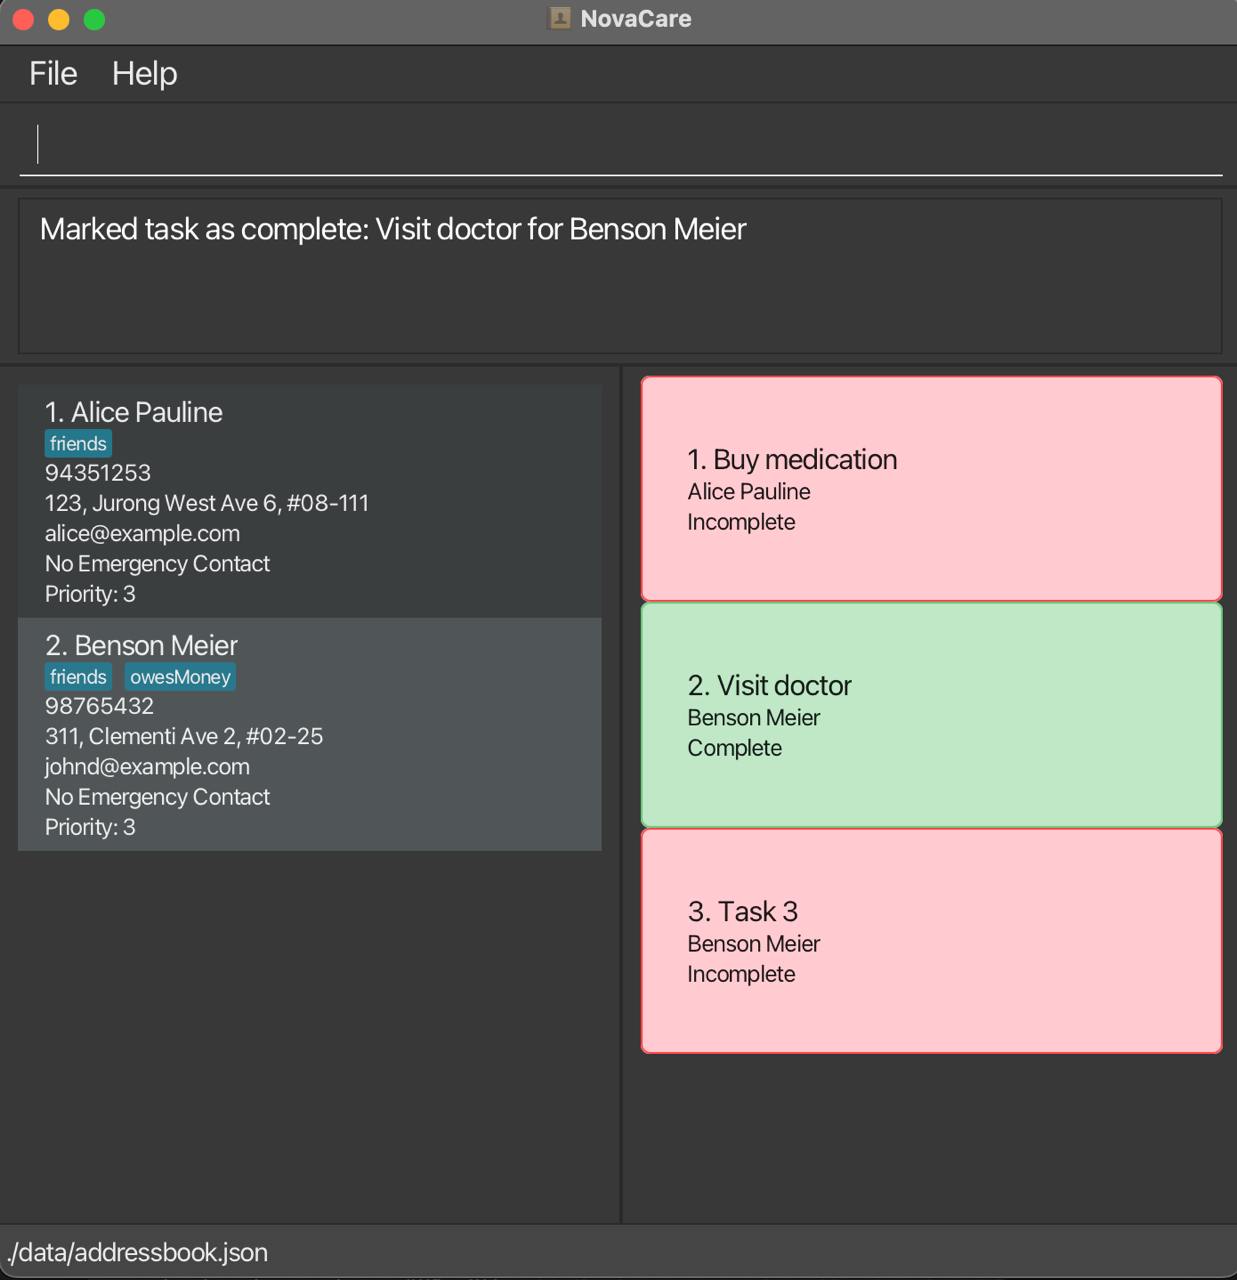 NovaCare
File Help
Marked task as complete: Visit doctor for Benson Meier
1. Alice Pauline
friends
94351253
123, Jurong West Ave 6, #08-111
alice@example.com
No Emergency Contact
Priority: 3
2. Benson Meier
friends owesMoney
98765432
311, Clementi Ave 2, #02-25
johnd@example.com
No Emergency Contact
Priority: 3
1. Buy medication
Alice Pauline
Incomplete
2. Visit doctor
Benson Meier
Complete
3. Task 3
Benson Meier
Incomplete
./data/addressbook.json